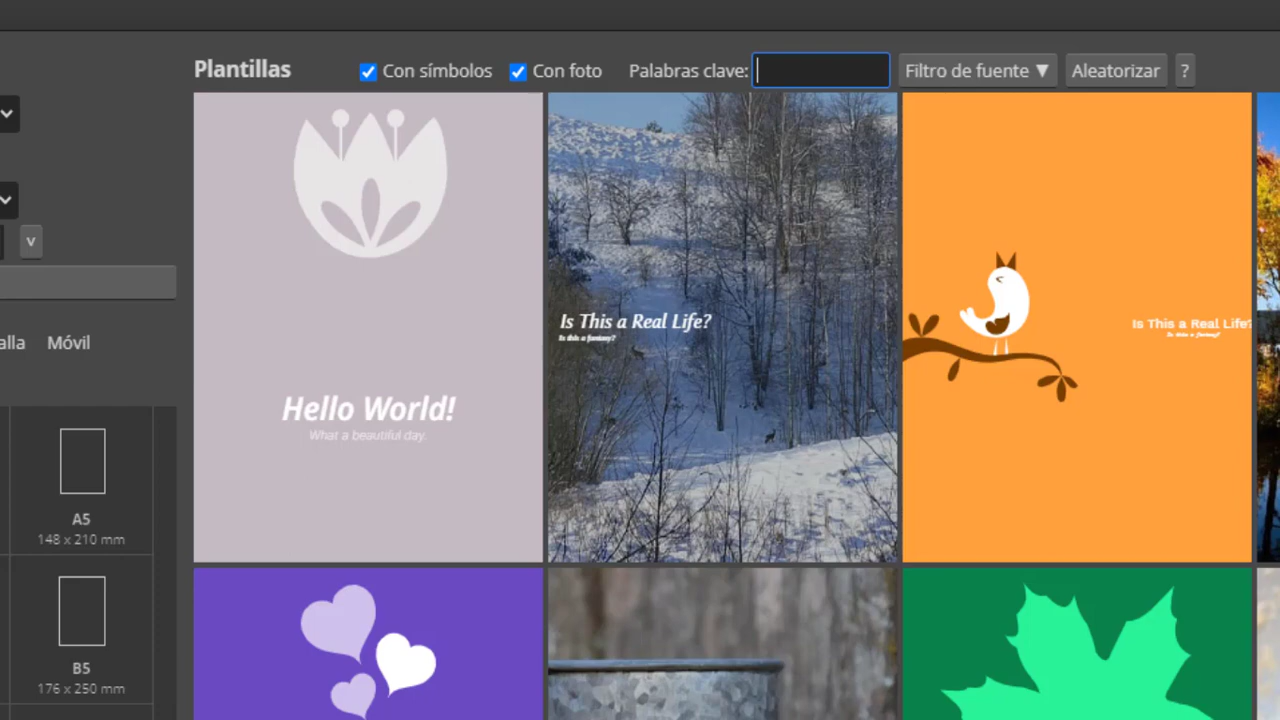 Plantillas
Con símbolos
Con foto
Palabras clave:
Filtro de fuente ▼
Aleatorizar
?
v
alla
Móvil
A5
148 x 210 mm
B5
176 x 250 mm
Hello World!
What a beautiful day.
Is This a Real Life?
Is this a fantasy?
Is This a Real Life?
Is this a fantasy?